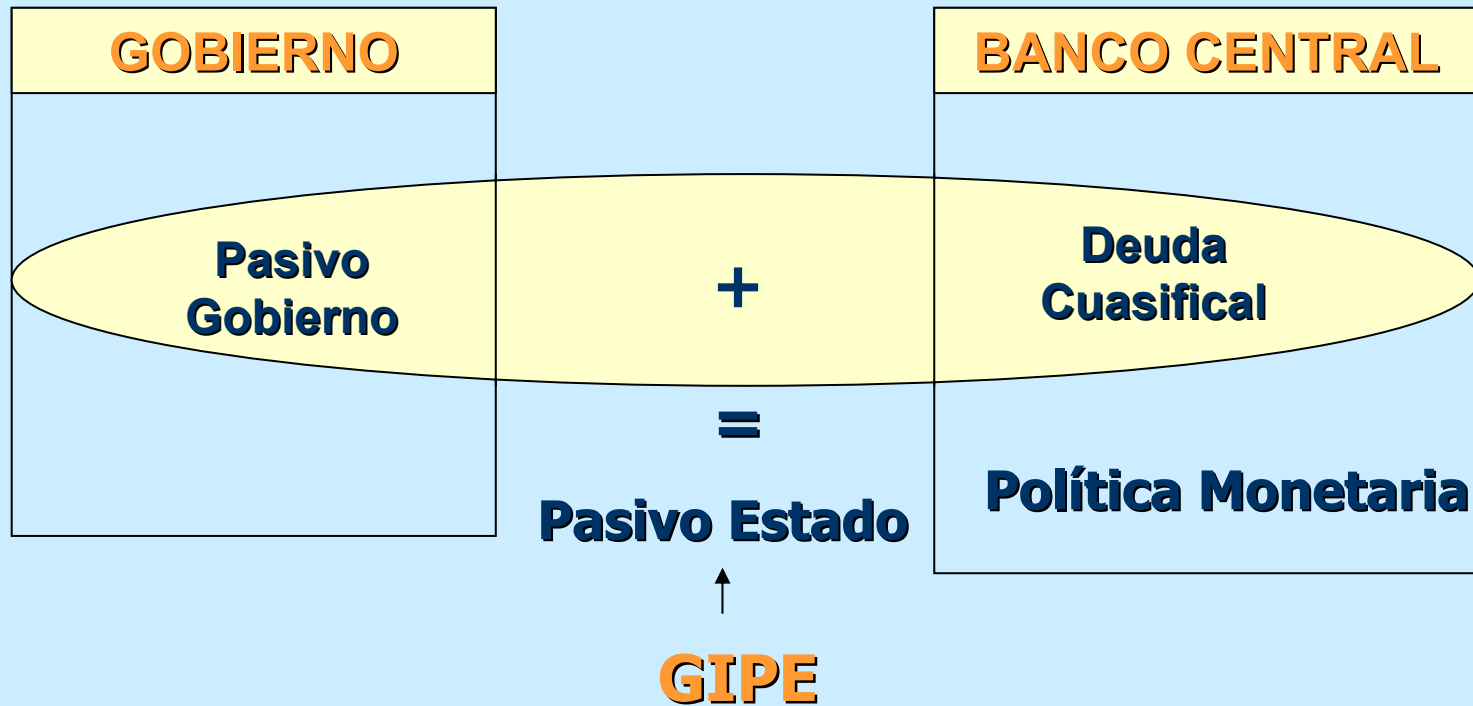 GOBIERNO
BANCO CENTRAL
Pasivo
Gobierno
+
Deuda
Cuasifical
=
Pasivo Estado
Política Monetaria
GIPE